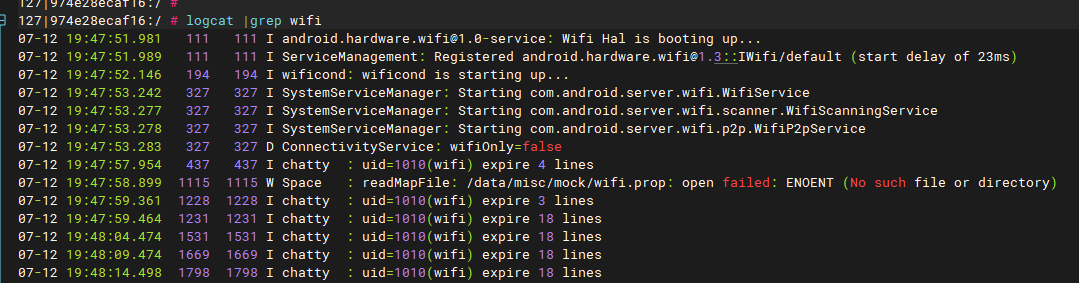 127|974e28ecaf16:/ #
127|974e28ecaf16:/ # logcat |grep wifi
07-12 19:47:51.981   111   111 I android.hardware.wifi@1.0-service: Wifi Hal is booting up...
07-12 19:47:51.989   111   111 I ServiceManagement: Registered android.hardware.wifi@1.3::IWifi/default (start delay of 23ms)
07-12 19:47:52.146   194   194 I wificond: wificond is starting up...
07-12 19:47:53.242   327   327 I SystemServiceManager: Starting com.android.server.wifi.WifiService
07-12 19:47:53.277   327   327 I SystemServiceManager: Starting com.android.server.wifi.scanner.WifiScanningService
07-12 19:47:53.278   327   327 I SystemServiceManager: Starting com.android.server.wifi.p2p.WifiP2pService
07-12 19:47:53.283   327   327 D ConnectivityService: wifiOnly=false
07-12 19:47:57.954   437   437 I chatty  : uid=1010(wifi) expire 4 lines
07-12 19:47:58.899  1115  1115 W Space   : readMapFile: /data/misc/mock/wifi.prop: open failed: ENOENT (No such file or directory)
07-12 19:47:59.361  1228  1228 I chatty  : uid=1010(wifi) expire 3 lines
07-12 19:47:59.464  1231  1231 I chatty  : uid=1010(wifi) expire 18 lines
07-12 19:48:04.474  1531  1531 I chatty  : uid=1010(wifi) expire 18 lines
07-12 19:48:09.474  1669  1669 I chatty  : uid=1010(wifi) expire 18 lines
07-12 19:48:14.498  1798  1798 I chatty  : uid=1010(wifi) expire 18 lines